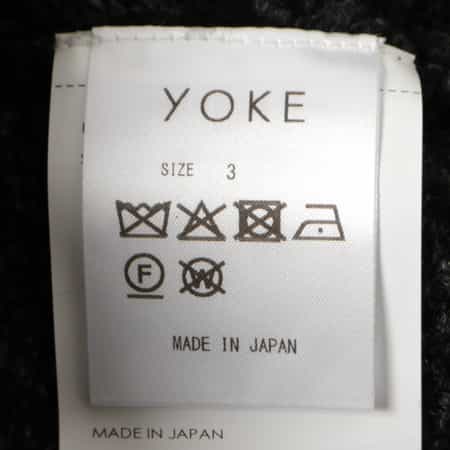 YOKE
SIZE 3
F W
MADE IN JAPAN
MADE IN JAPAN